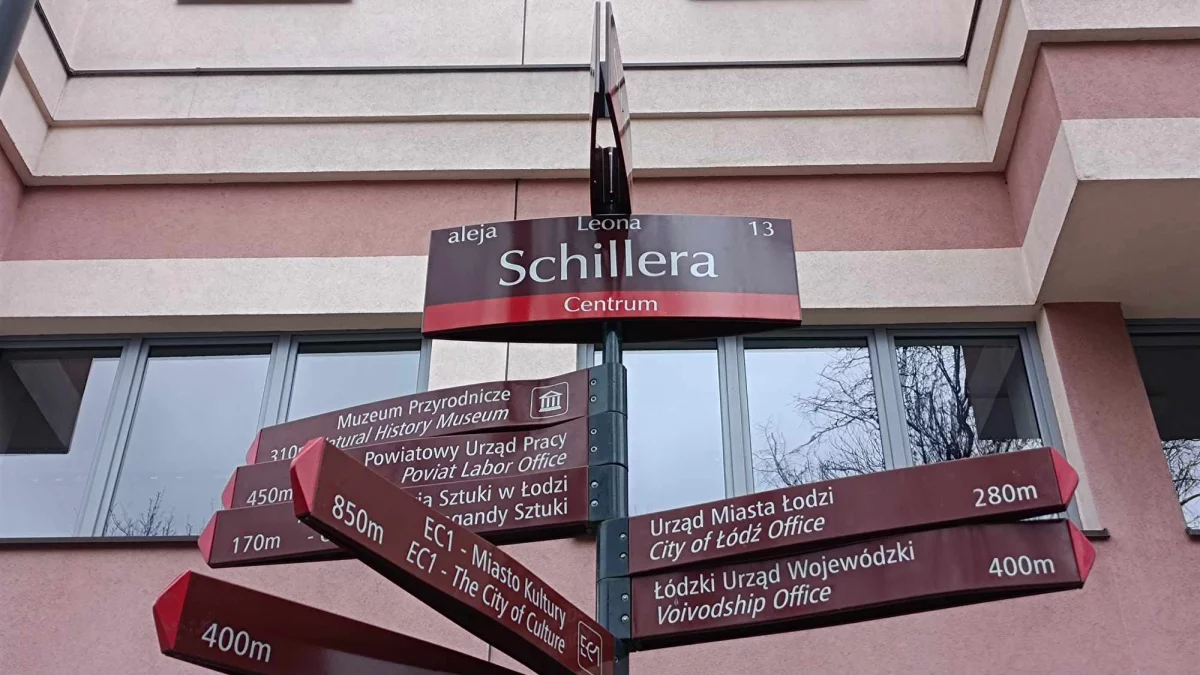 aleja Leona 13
Schillera
Centrum
Muzeum Przyrodnicze
Natural History Museum
Powiatowy Urząd Pracy
450m Poviat Labor Office
Sztuki w Łodzi
170m Sztuki
850m EC1 - Miasto Kultury
EC1 - The City of Culture
EC1
400m
Urząd Miasta Łodzi
City of Łódź Office 280m
Łódzki Urząd Wojewódzki
Voivodship Office 400m